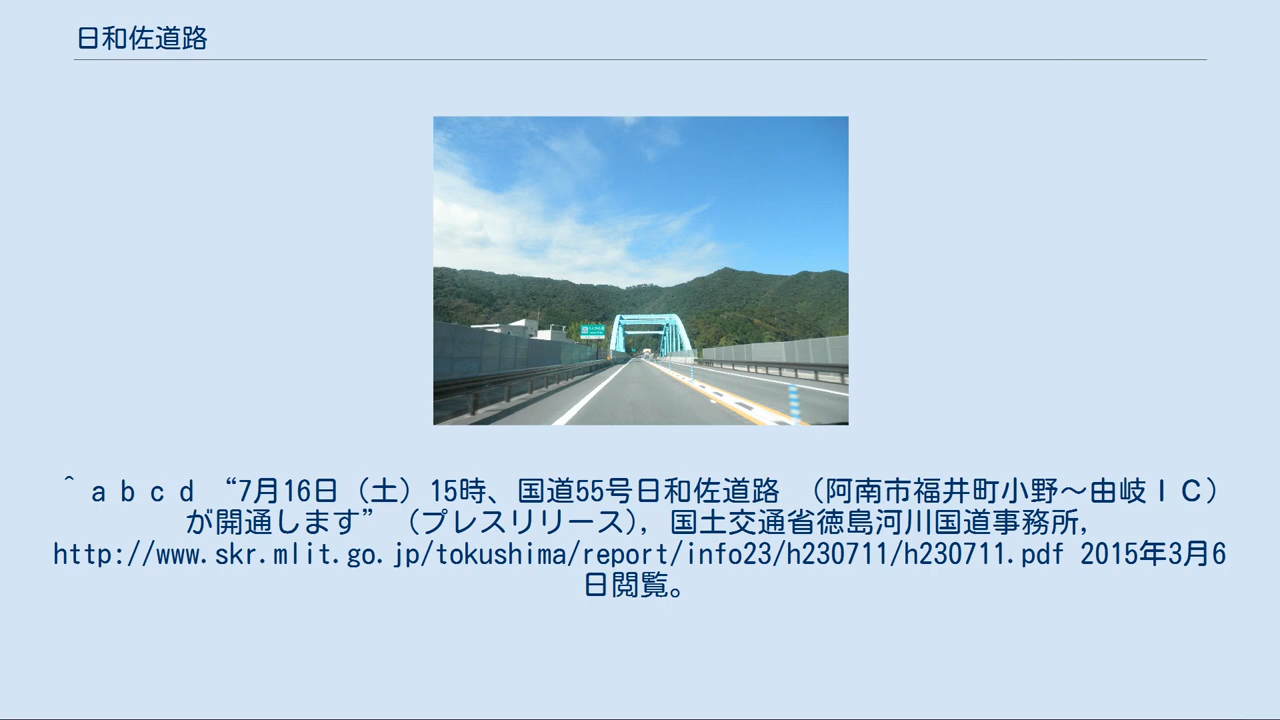 日和佐道路
^ a b c d “7月16日（土）15時、国道55号日和佐道路 （阿南市福井町小野～由岐ＩＣ）
が開通します” （プレスリリース）, 国土交通省徳島河川国道事務所,
http://www.skr.mlit.go.jp/tokushima/report/info23/h230711/h230711.pdf 2015年3月6
日閲覧。